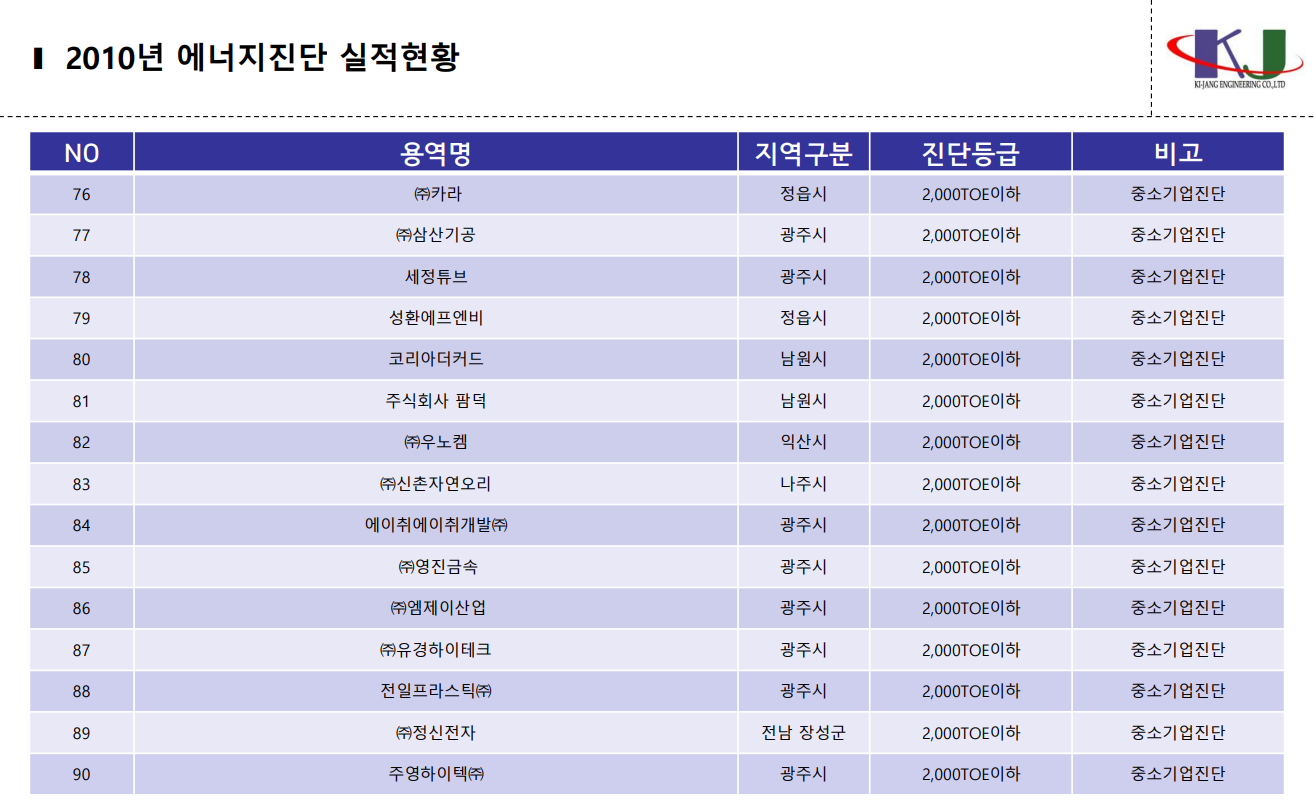 2010년 에너지진단 실적현황
KJ
KI-JANG ENGINEERING CO.,LTD
NO 용역명 지역구분 진단등급 비고
76 ㈜카라 정읍시 2,000TOE이하 중소기업진단
77 ㈜삼산기공 광주시 2,000TOE이하 중소기업진단
78 세정튜브 광주시 2,000TOE이하 중소기업진단
79 성환에프엔비 정읍시 2,000TOE이하 중소기업진단
80 코리아더커드 남원시 2,000TOE이하 중소기업진단
81 주식회사 팜덕 남원시 2,000TOE이하 중소기업진단
82 ㈜우노켐 익산시 2,000TOE이하 중소기업진단
83 ㈜신촌자연오리 나주시 2,000TOE이하 중소기업진단
84 에이취에이취개발㈜ 광주시 2,000TOE이하 중소기업진단
85 ㈜영진금속 광주시 2,000TOE이하 중소기업진단
86 ㈜엠제이산업 광주시 2,000TOE이하 중소기업진단
87 ㈜유경하이테크 광주시 2,000TOE이하 중소기업진단
88 전일프라스틱㈜ 광주시 2,000TOE이하 중소기업진단
89 ㈜정신전자 전남 장성군 2,000TOE이하 중소기업진단
90 주영하이텍㈜ 광주시 2,000TOE이하 중소기업진단